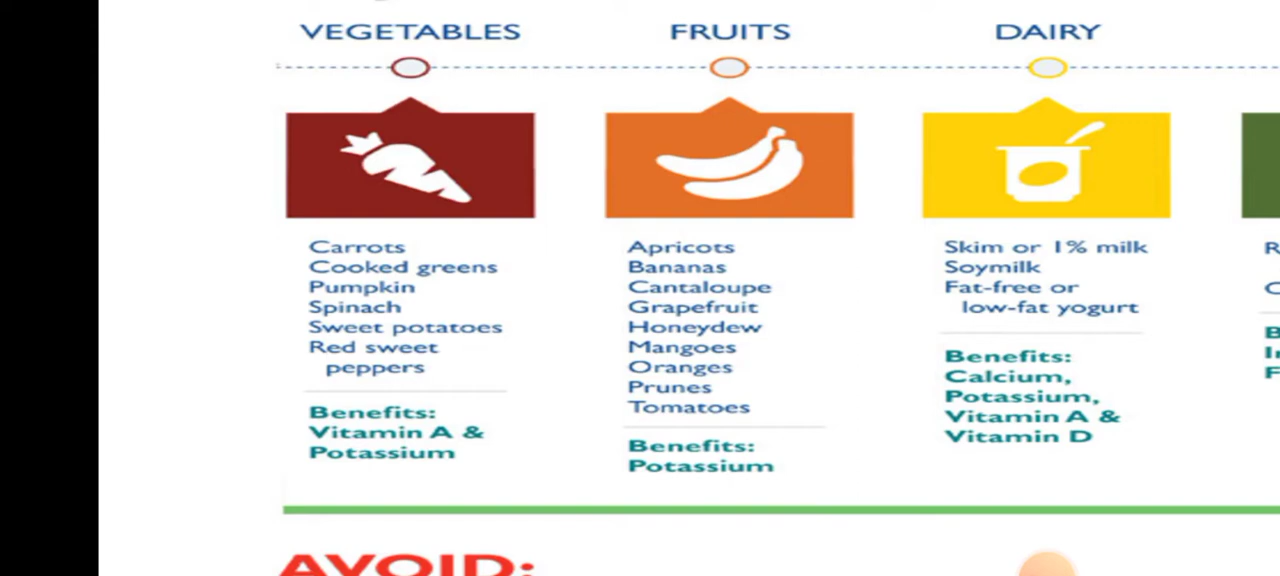 VEGETABLES
FRUITS
DAIRY
Carrots
Cooked greens
Pumpkin
Spinach
Sweet potatoes
Red sweet
peppers
Benefits:
Vitamin A &
Potassium
Apricots
Bananas
Cantaloupe
Grapefruit
Honeydew
Mangoes
Oranges
Prunes
Tomatoes
Benefits:
Potassium
Skim or 1% milk
Soymilk
Fat-free or
low-fat yogurt
Benefits:
Calcium,
Potassium,
Vitamin A &
Vitamin D
AVOID: